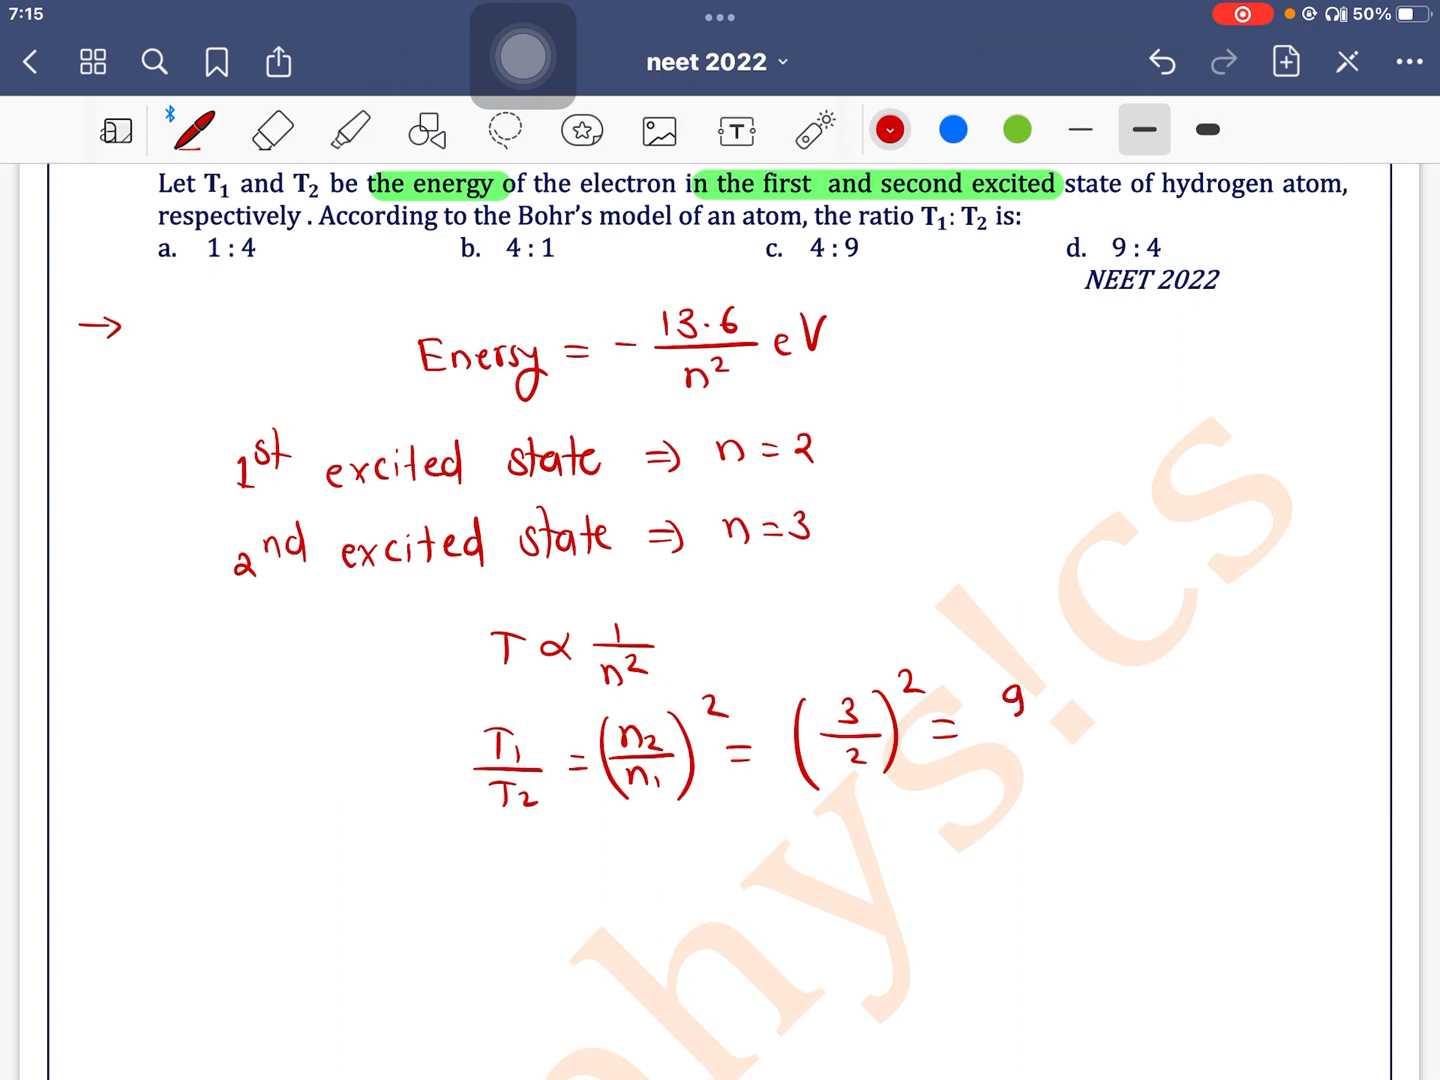 7:15
50%
neet 2022
T
Let T₁ and T₂ be the energy of the electron in the first and second excited state of hydrogen atom,
respectively . According to the Bohr's model of an atom, the ratio T₁: T₂ is:
a. 1 : 4 b. 4 : 1 c. 4 : 9 d. 9 : 4
NEET 2022
→ Energy = - 13.6/n² eV
1st excited state ⇒ n = 2
2nd excited state ⇒ n = 3
T ∝ 1/n²
T₁/T₂ = (n₂/n₁)² = (3/2)² = 9
phys!cs